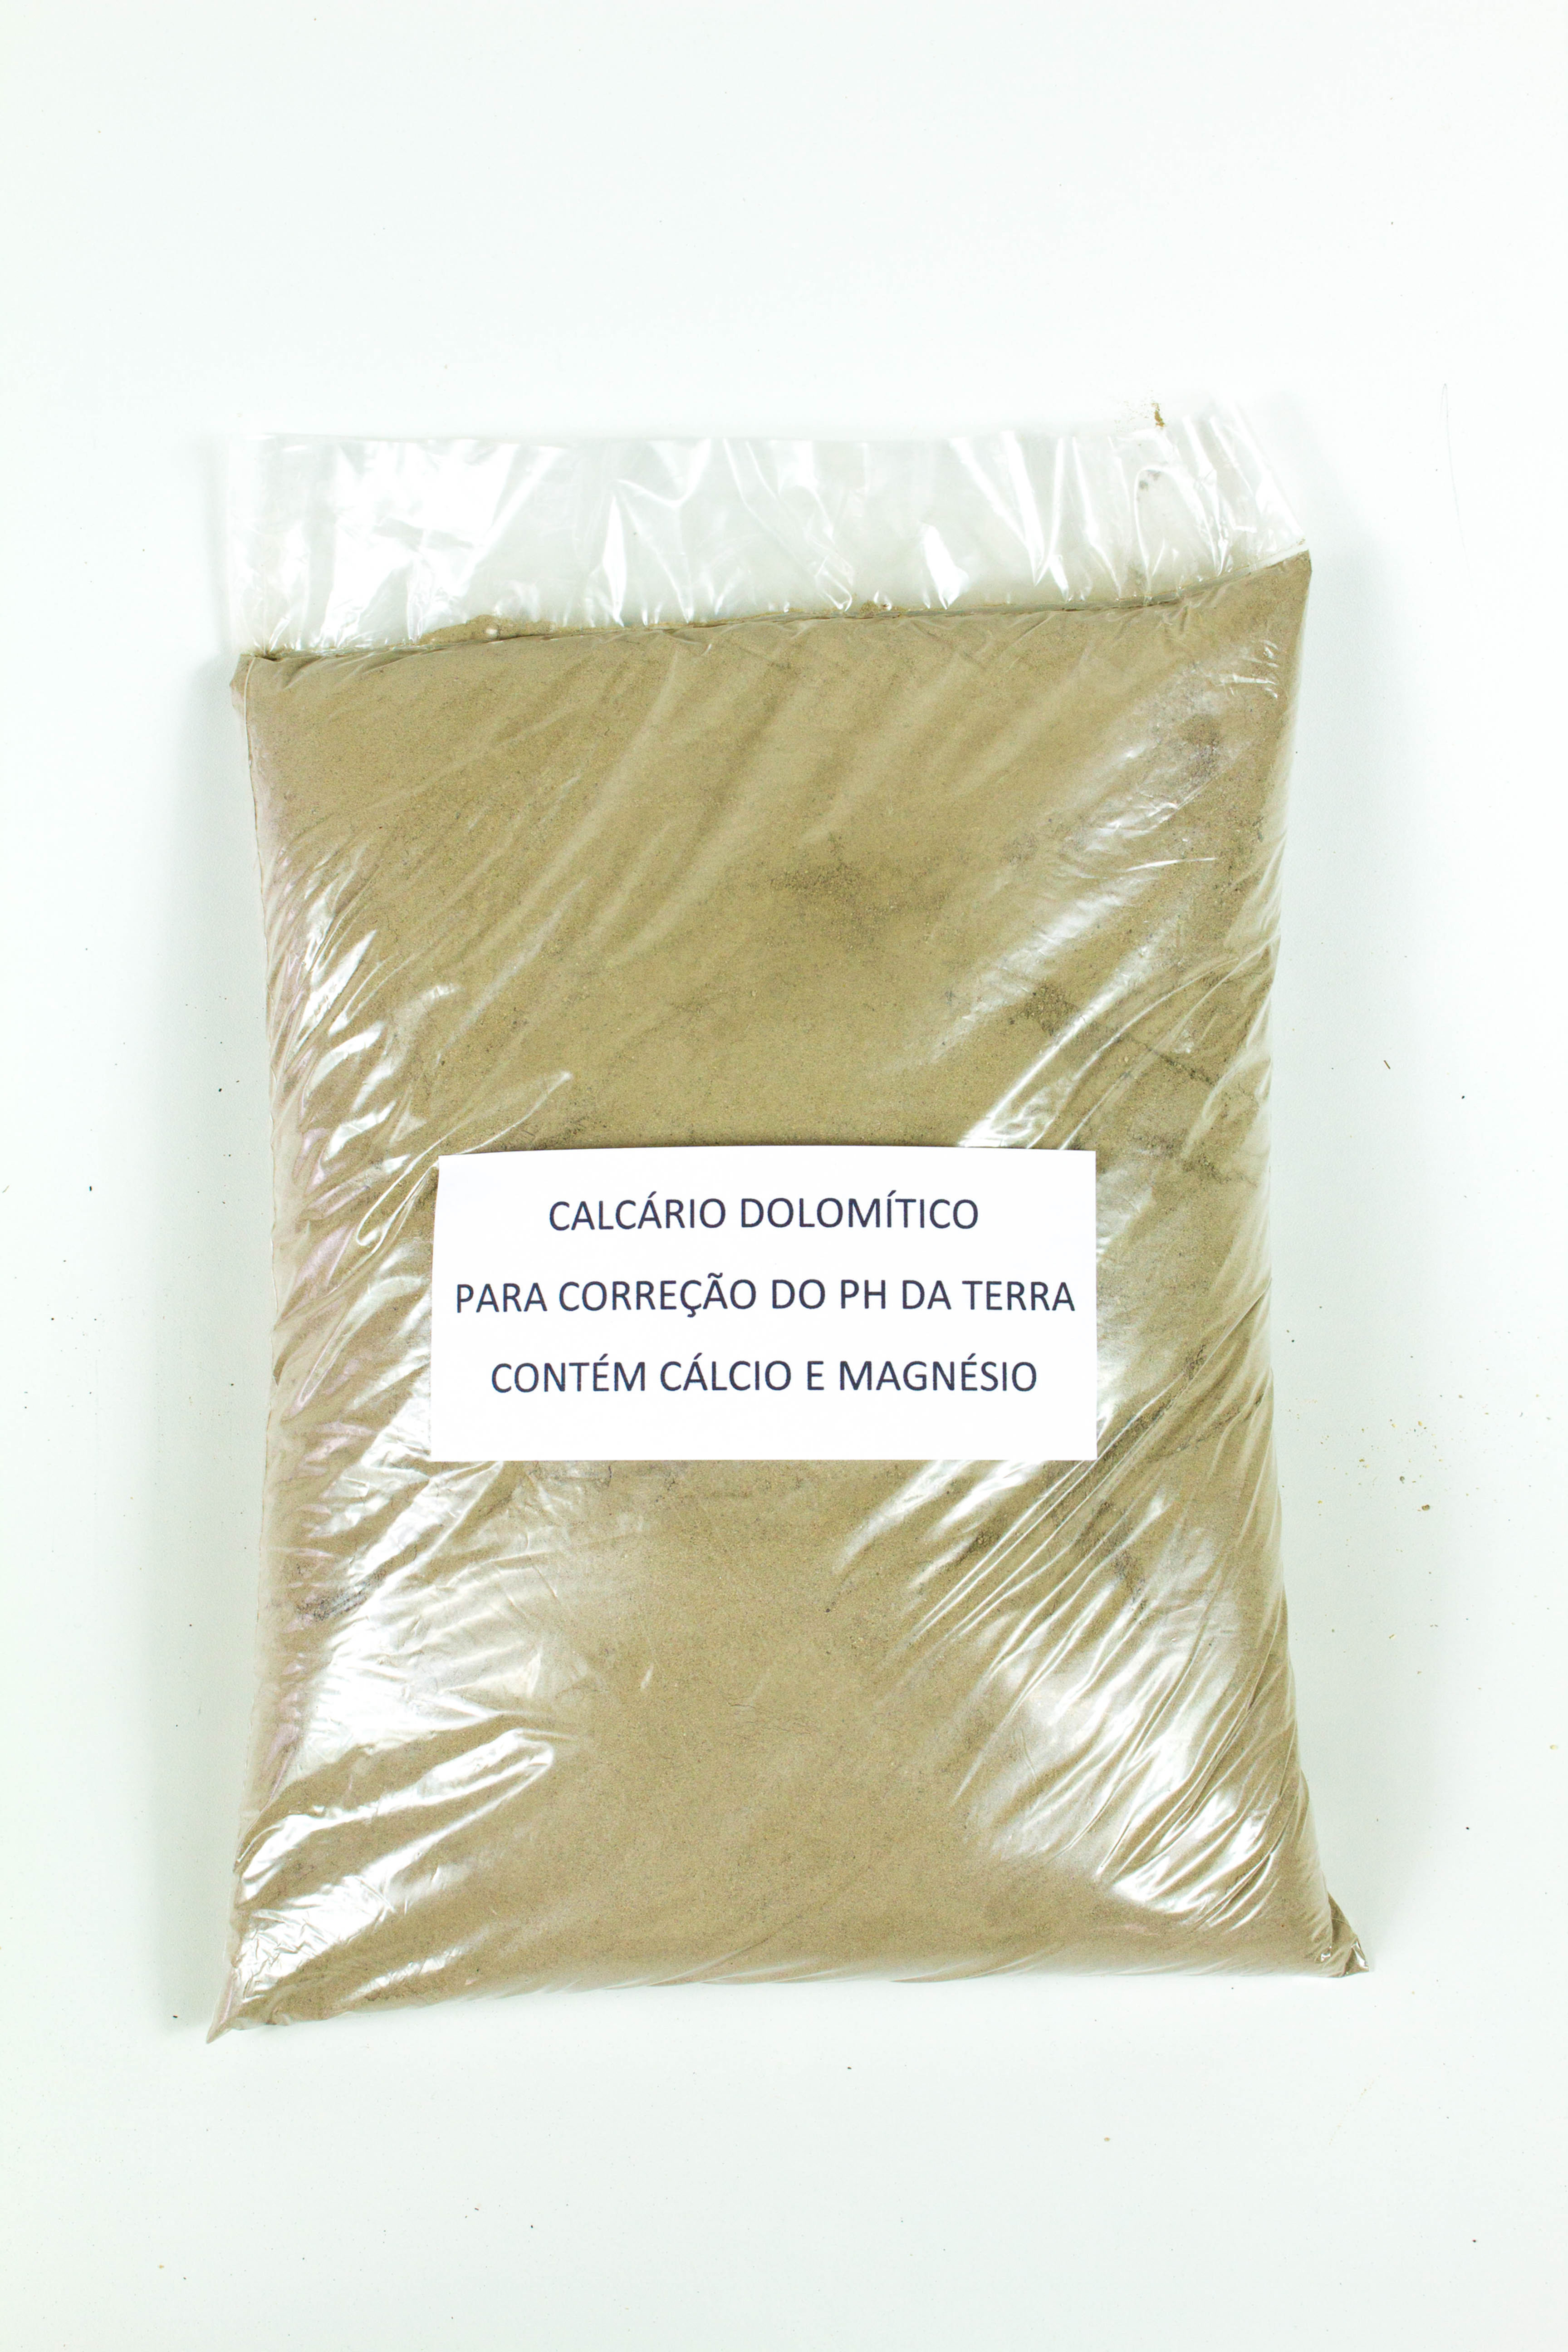 CALCÁRIO DOLOMÍTICO
PARA CORREÇÃO DO PH DA TERRA
CONTÉM CÁLCIO E MAGNÉSIO